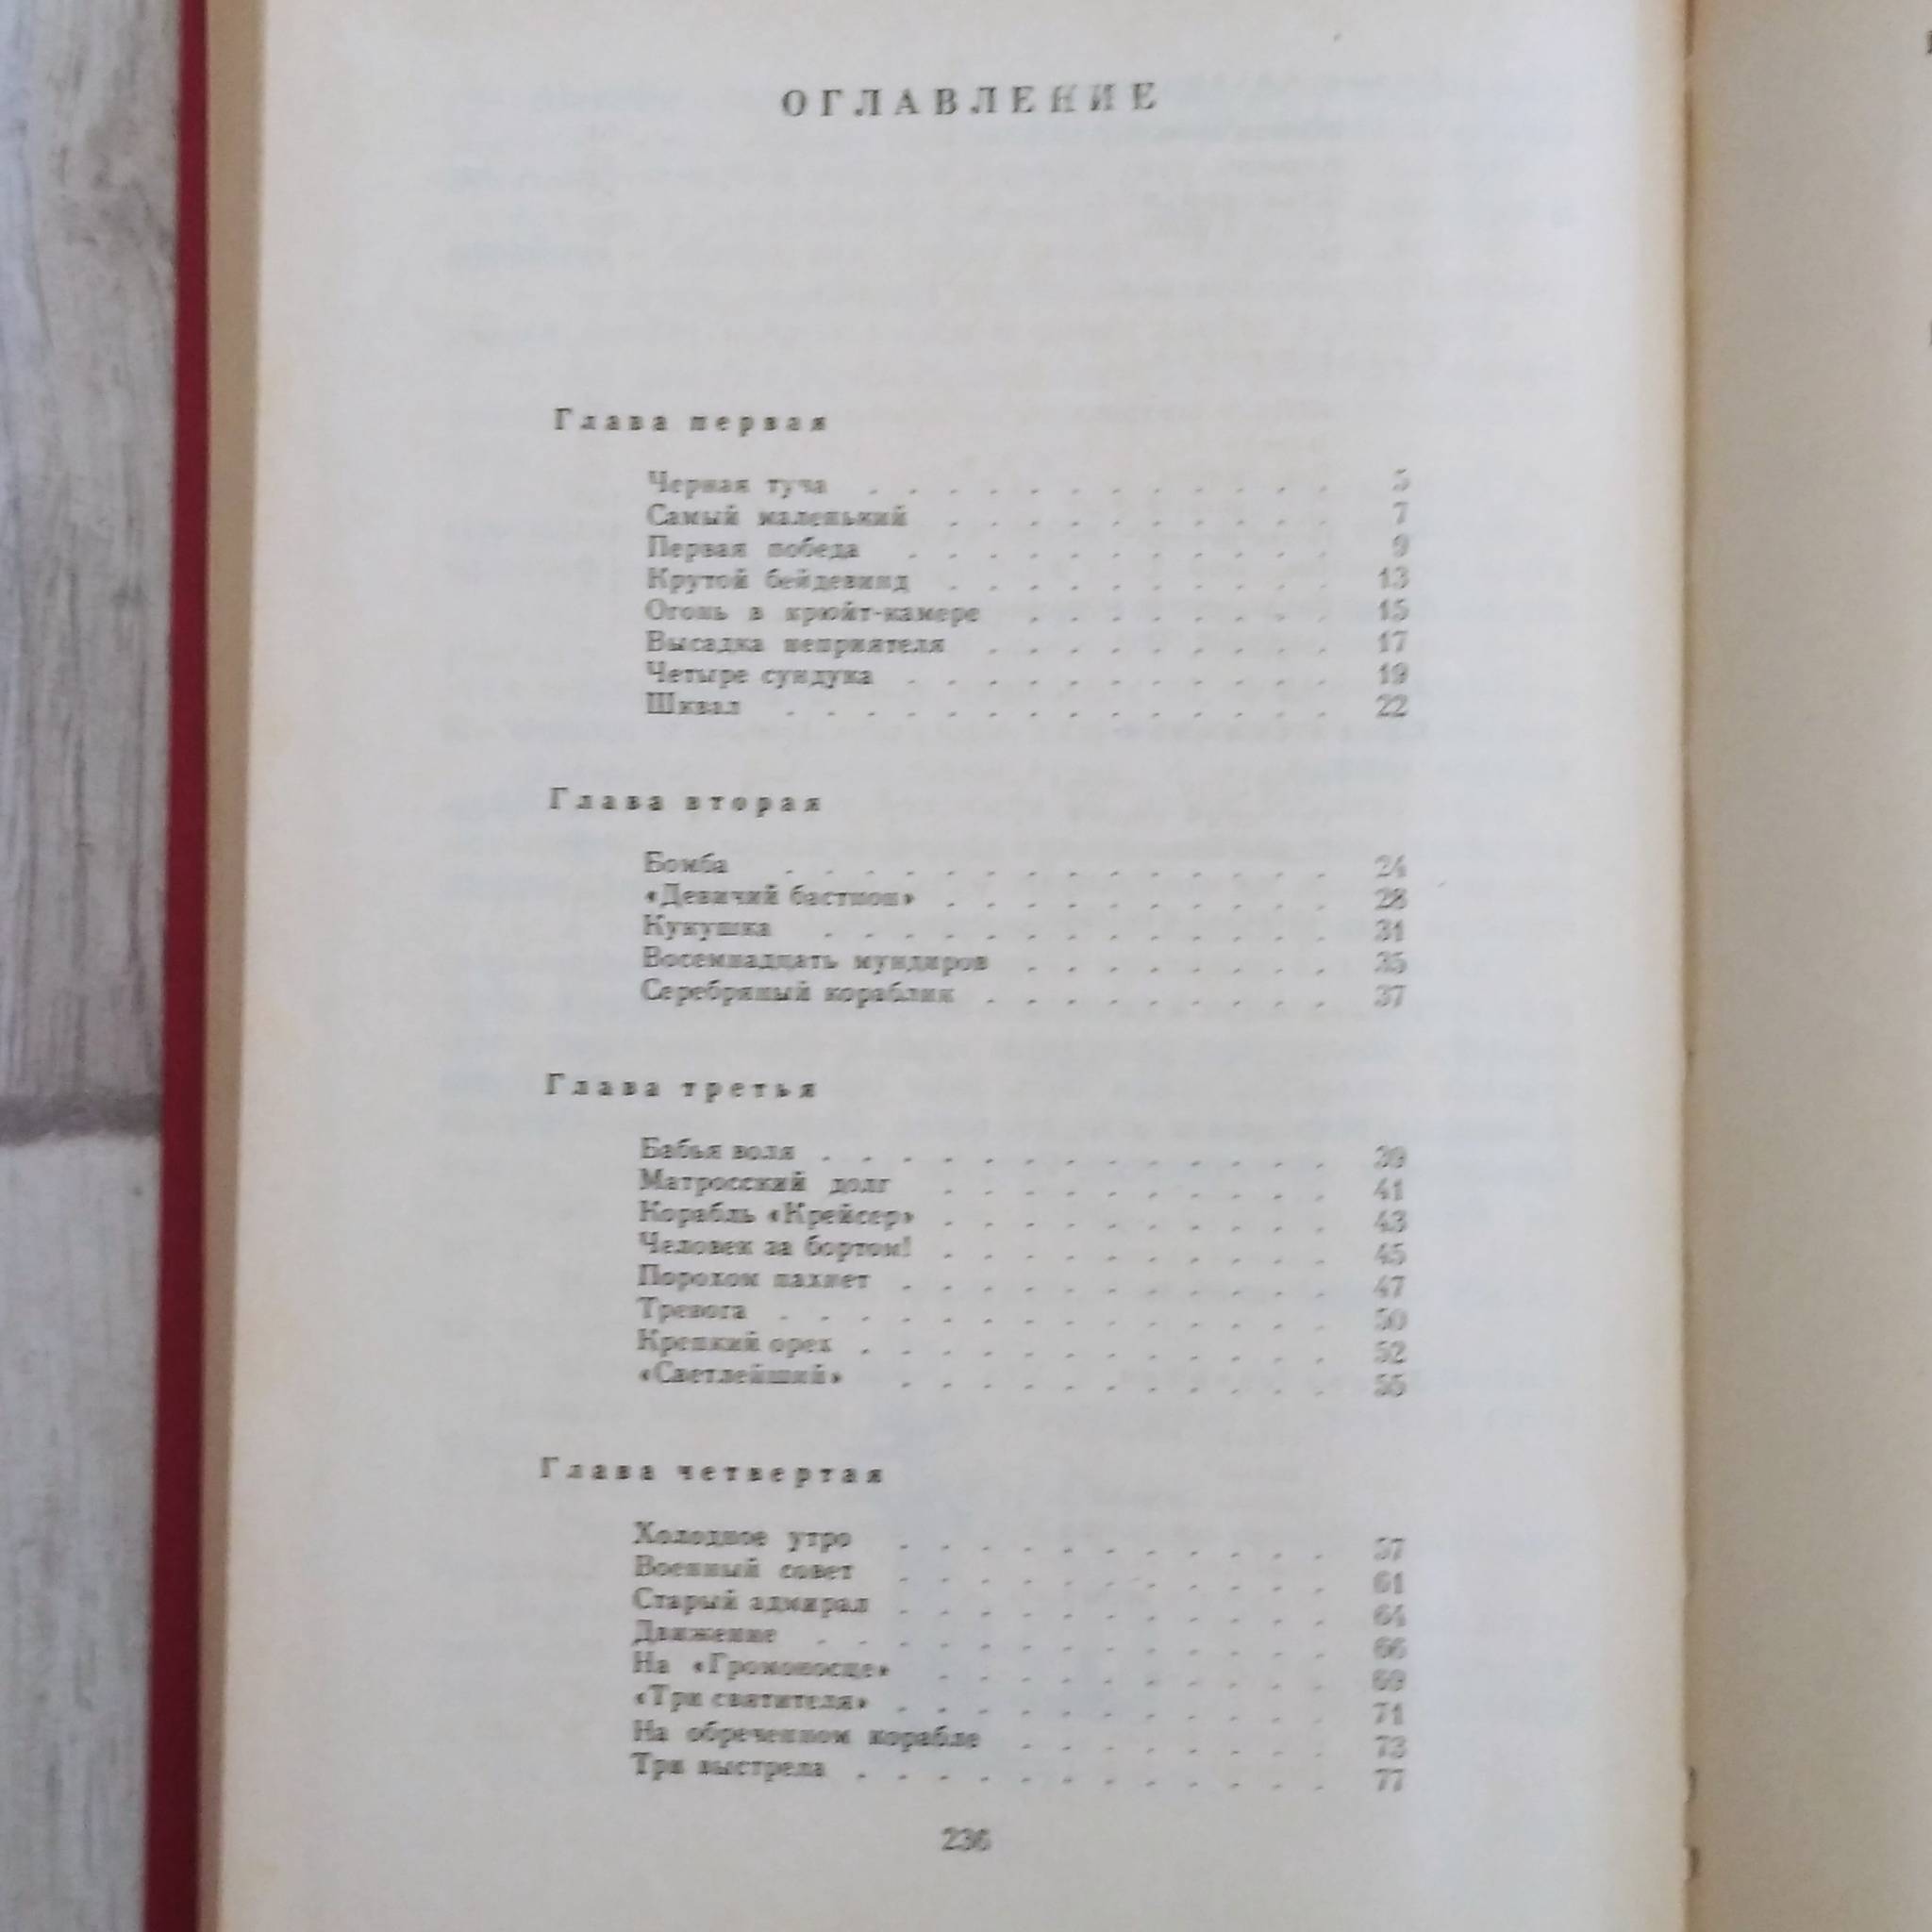 ОГЛАВЛЕНИЕ
Глава первая
Черная туча . . . . . . . . . . . . 5
Самый маленький . . . . . . . . . . 7
Первая победа . . . . . . . . . . . 9
Крутой бейдевинд . . . . . . . . . . 13
Огонь в крюйт-камере . . . . . . . . 15
Высадка неприятеля . . . . . . . . . 17
Четыре сундука . . . . . . . . . . . 19
Шквал . . . . . . . . . . . . . . 22
Глава вторая
Бомба . . . . . . . . . . . . . . 24
«Девичий бастион» . . . . . . . . . . 28
Кукушка . . . . . . . . . . . . . 31
Восемнадцать мундиров . . . . . . . . 35
Серебряный кораблик . . . . . . . . . 37
Глава третья
Бабья воля . . . . . . . . . . . . . 39
Матросский долг . . . . . . . . . . 41
Корабль «Крейсер» . . . . . . . . . . 43
Человек за бортом! . . . . . . . . . . 45
Порохом пахнет . . . . . . . . . . . 47
Тревога . . . . . . . . . . . . . . 50
Крепкий орех . . . . . . . . . . . . 52
«Светлейший» . . . . . . . . . . . 55
Глава четвертая
Холодное утро . . . . . . . . . . . 57
Военный совет . . . . . . . . . . . 61
Старый адмирал . . . . . . . . . . . 64
Движение . . . . . . . . . . . . . 66
На «Громоносце» . . . . . . . . . . 69
«Три святителя» . . . . . . . . . . . 71
На обреченном корабле . . . . . . . . 73
Три выстрела . . . . . . . . . . . . 77
236